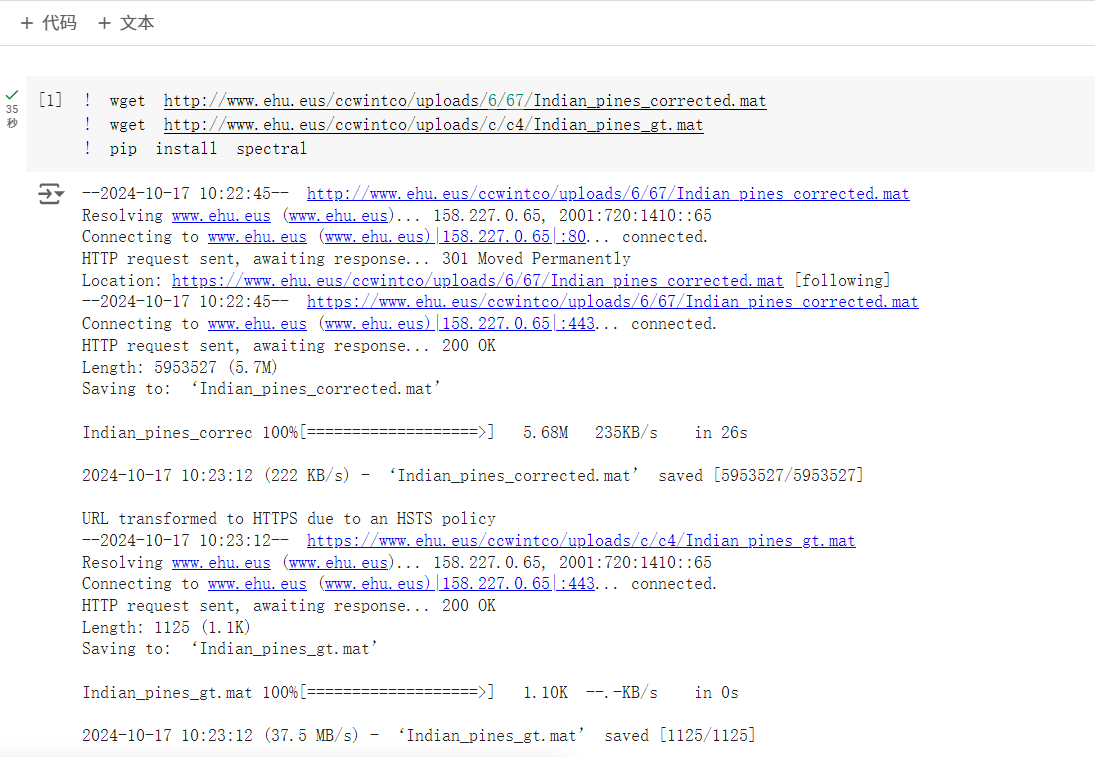 + 代码 + 文本
35
秒
[1] ! wget http://www.ehu.eus/ccwintco/uploads/6/67/Indian_pines_corrected.mat
! wget http://www.ehu.eus/ccwintco/uploads/c/c4/Indian_pines_gt.mat
! pip install spectral
--2024-10-17 10:22:45-- http://www.ehu.eus/ccwintco/uploads/6/67/Indian_pines_corrected.mat
Resolving www.ehu.eus (www.ehu.eus)... 158.227.0.65, 2001:720:1410::65
Connecting to www.ehu.eus (www.ehu.eus)|158.227.0.65|:80... connected.
HTTP request sent, awaiting response... 301 Moved Permanently
Location: https://www.ehu.eus/ccwintco/uploads/6/67/Indian_pines_corrected.mat [following]
--2024-10-17 10:22:45-- https://www.ehu.eus/ccwintco/uploads/6/67/Indian_pines_corrected.mat
Connecting to www.ehu.eus (www.ehu.eus)|158.227.0.65|:443... connected.
HTTP request sent, awaiting response... 200 OK
Length: 5953527 (5.7M)
Saving to: ‘Indian_pines_corrected.mat’
Indian_pines_correc 100%[===================>] 5.68M 235KB/s in 26s
2024-10-17 10:23:12 (222 KB/s) - ‘Indian_pines_corrected.mat’ saved [5953527/5953527]
URL transformed to HTTPS due to an HSTS policy
--2024-10-17 10:23:12-- https://www.ehu.eus/ccwintco/uploads/c/c4/Indian_pines_gt.mat
Resolving www.ehu.eus (www.ehu.eus)... 158.227.0.65, 2001:720:1410::65
Connecting to www.ehu.eus (www.ehu.eus)|158.227.0.65|:443... connected.
HTTP request sent, awaiting response... 200 OK
Length: 1125 (1.1K)
Saving to: ‘Indian_pines_gt.mat’
Indian_pines_gt.mat 100%[===================>] 1.10K --.-KB/s in 0s
2024-10-17 10:23:12 (37.5 MB/s) - ‘Indian_pines_gt.mat’ saved [1125/1125]